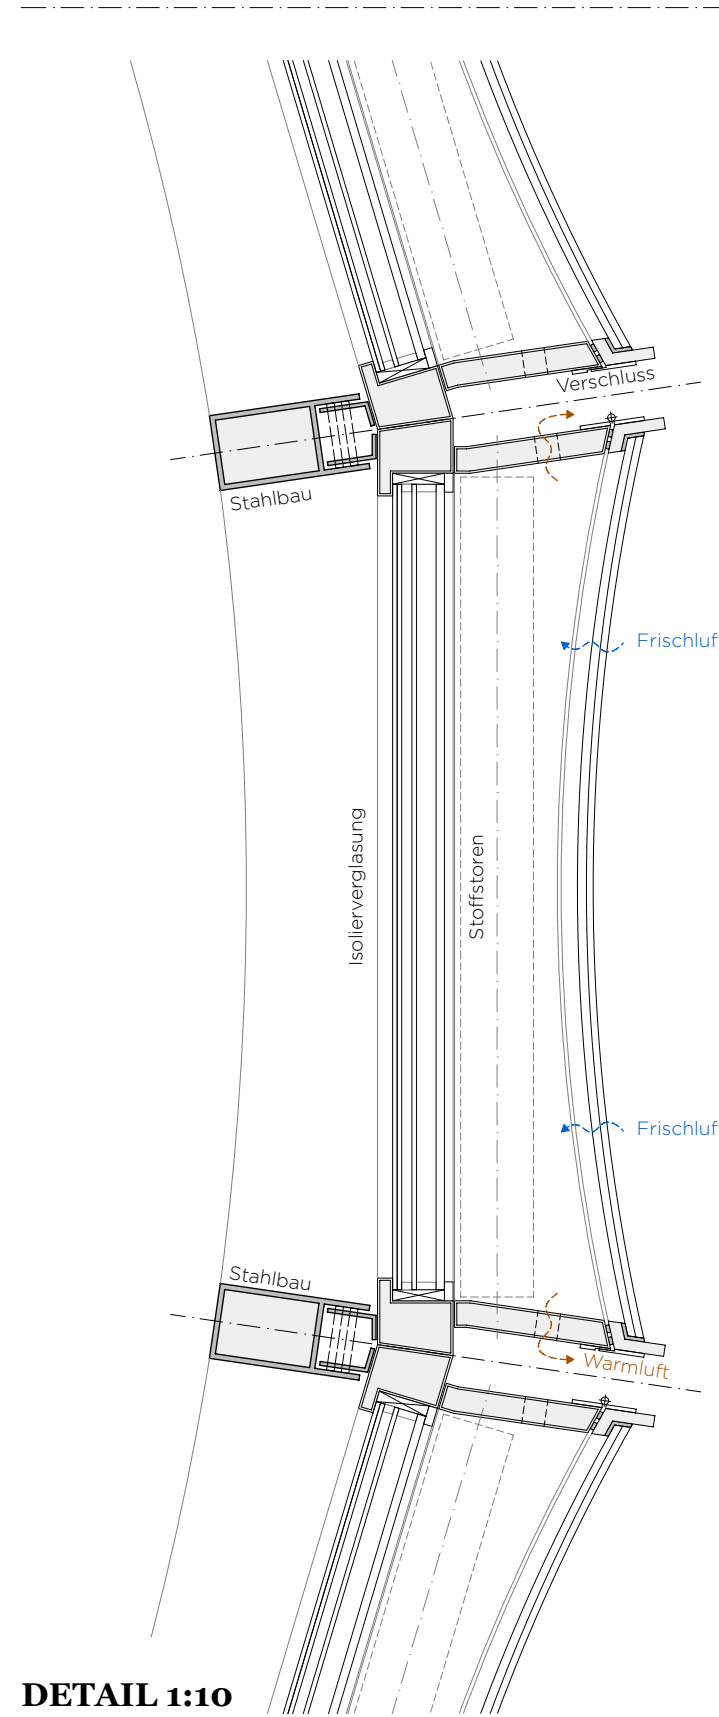 Verschluss
Stahlbau
Frischluf
Isolierverglasung
Stoffstoren
Frischluf
Stahlbau
Warmluft
DETAIL 1:10